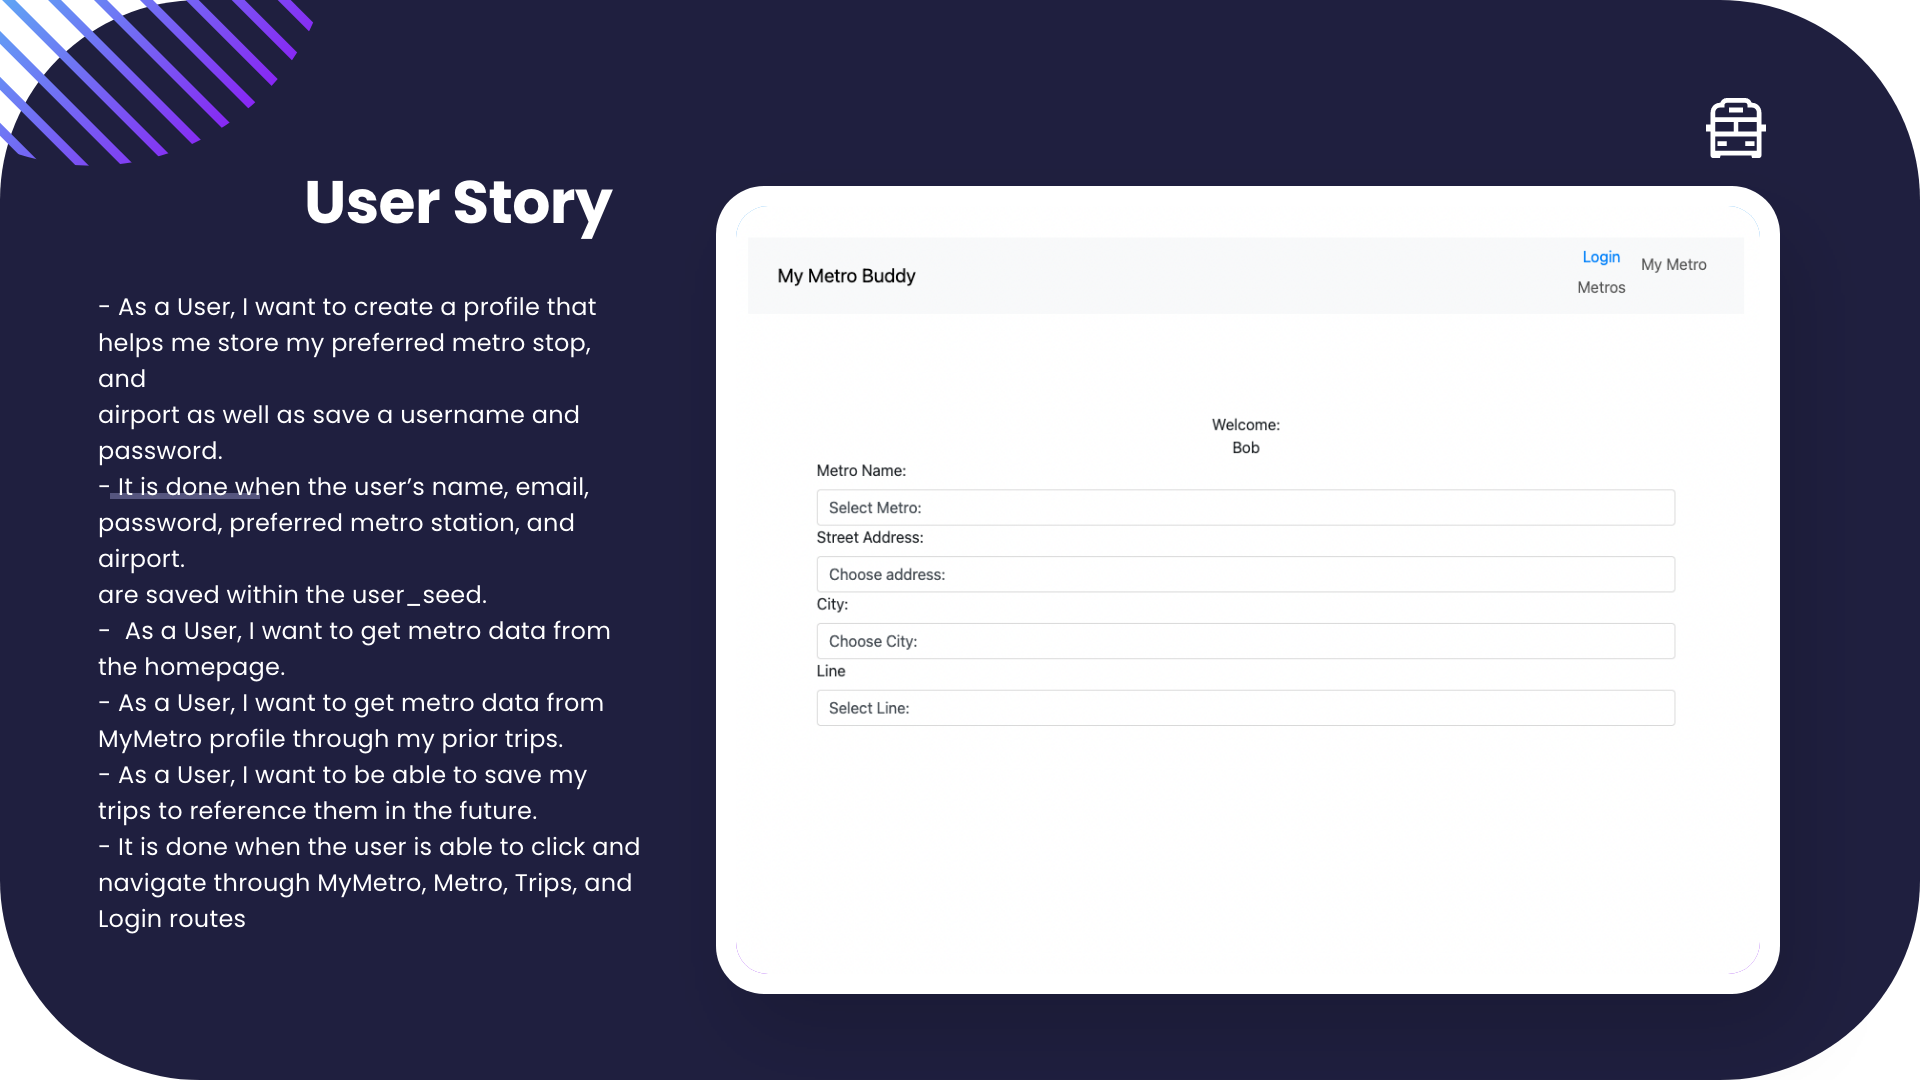 User Story
- As a User, I want to create a profile that
helps me store my preferred metro stop,
and
airport as well as save a username and
password.
- It is done when the user’s name, email,
password, preferred metro station, and
airport.
are saved within the user_seed.
-  As a User, I want to get metro data from
the homepage.
- As a User, I want to get metro data from
MyMetro profile through my prior trips.
- As a User, I want to be able to save my
trips to reference them in the future.
- It is done when the user is able to click and
navigate through MyMetro, Metro, Trips, and
Login routes
My Metro Buddy
Login
My Metro
Metros
Welcome:
Bob
Metro Name:
Select Metro:
Street Address:
Choose address:
City:
Choose City:
Line
Select Line: